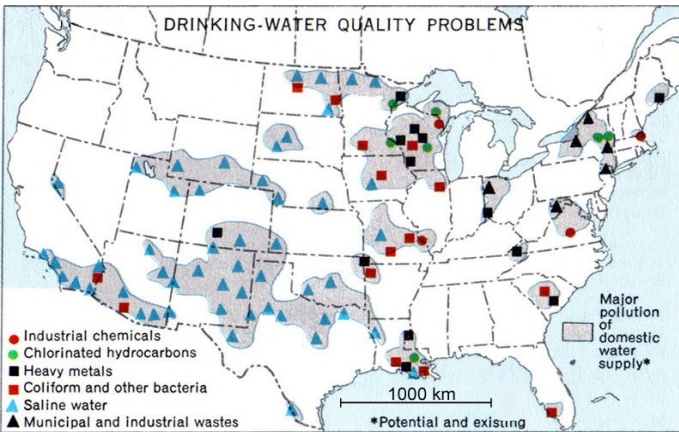 DRINKING-WATER QUALITY PROBLEMS
Industrial chemicals
Chlorinated hydrocarbons
Heavy metals
Coliform and other bacteria
Saline water
Municipal and industrial wastes
1000 km
Major
pollution
of
domestic
water
supply*
*Potential and existing